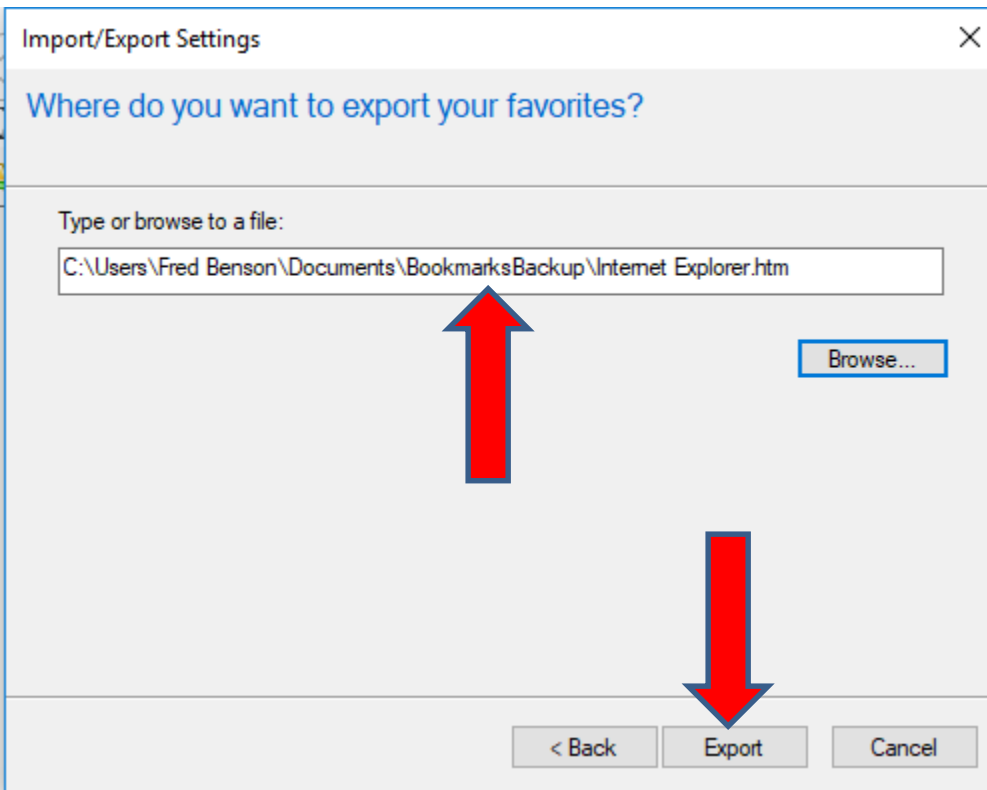 Import/Export Settings
Where do you want to export your favorites?
Type or browse to a file:
C:\Users\Fred Benson\Documents\BookmarksBackup\Internet Explorer.htm
Browse...
< Back
Export
Cancel